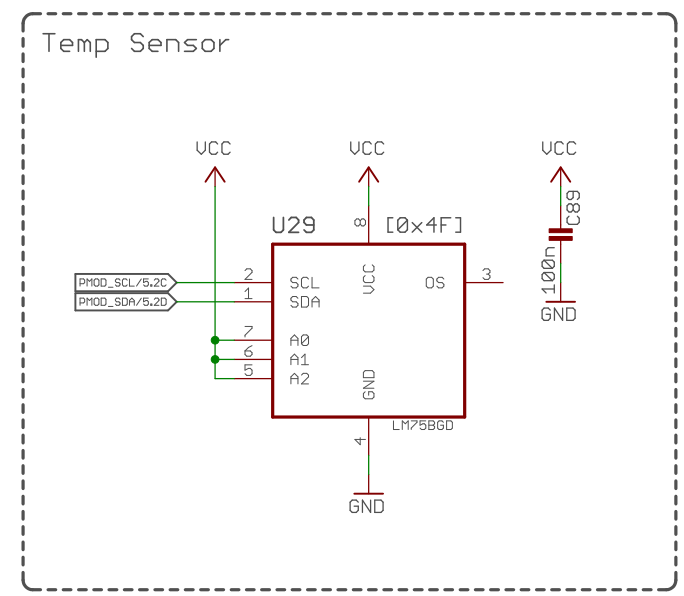 Temp Sensor
VCC
VCC
VCC
U29
8
[0x4F]
C89
100n
GND
PMOD_SCL/5.2C
PMOD_SDA/5.2D
2
1
7
6
5
SCL
SDA
A0
A1
A2
VCC
GND
OS
3
LM75BGD
4
GND